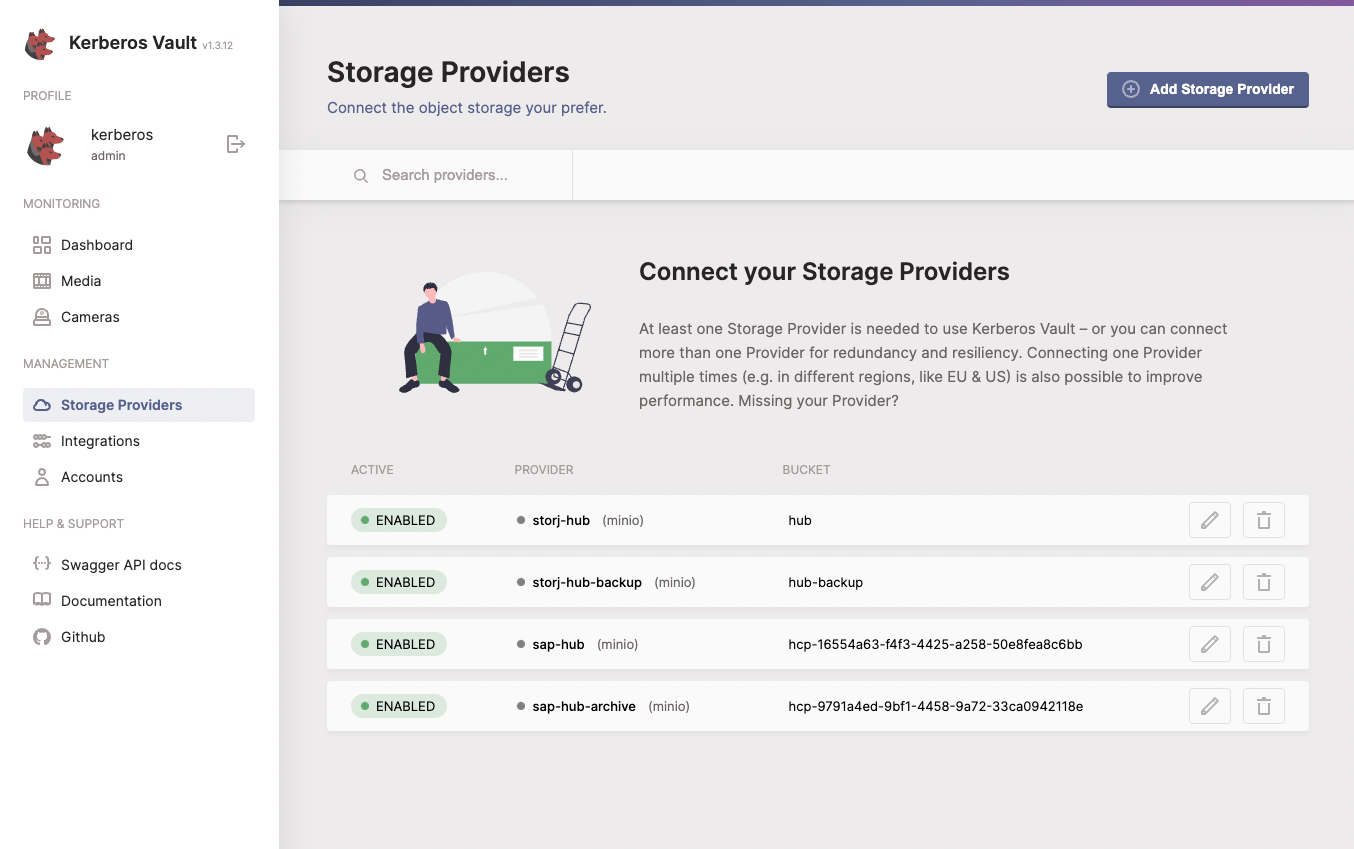 Kerberos Vault v1.3.12
PROFILE
kerberos
admin
MONITORING
Dashboard
Media
Cameras
MANAGEMENT
Storage Providers
Integrations
Accounts
HELP & SUPPORT
Swagger API docs
Documentation
Github
Storage Providers
Connect the object storage your prefer.
Add Storage Provider
Search providers...
Connect your Storage Providers
At least one Storage Provider is needed to use Kerberos Vault – or you can connect
more than one Provider for redundancy and resiliency. Connecting one Provider
multiple times (e.g. in different regions, like EU & US) is also possible to improve
performance. Missing your Provider?
ACTIVE PROVIDER BUCKET
ENABLED storj-hub (minio) hub
ENABLED storj-hub-backup (minio) hub-backup
ENABLED sap-hub (minio) hcp-16554a63-f4f3-4425-a258-50e8fea8c6bb
ENABLED sap-hub-archive (minio) hcp-9791a4ed-9bf1-4458-9a72-33ca0942118e